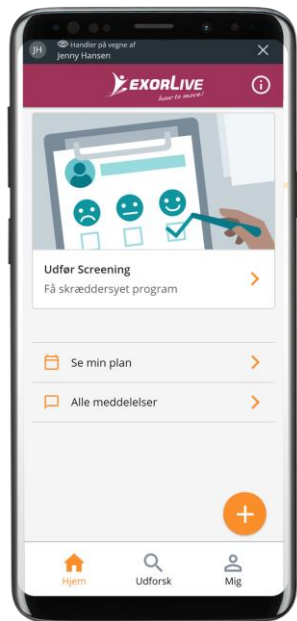 JH
Handler på vegne af
Jenny Hansen
EXORLIVE
how to move!
Udfør Screening
Få skræddersyet program
Se min plan
Alle meddelelser
Hjem
Udforsk
Mig